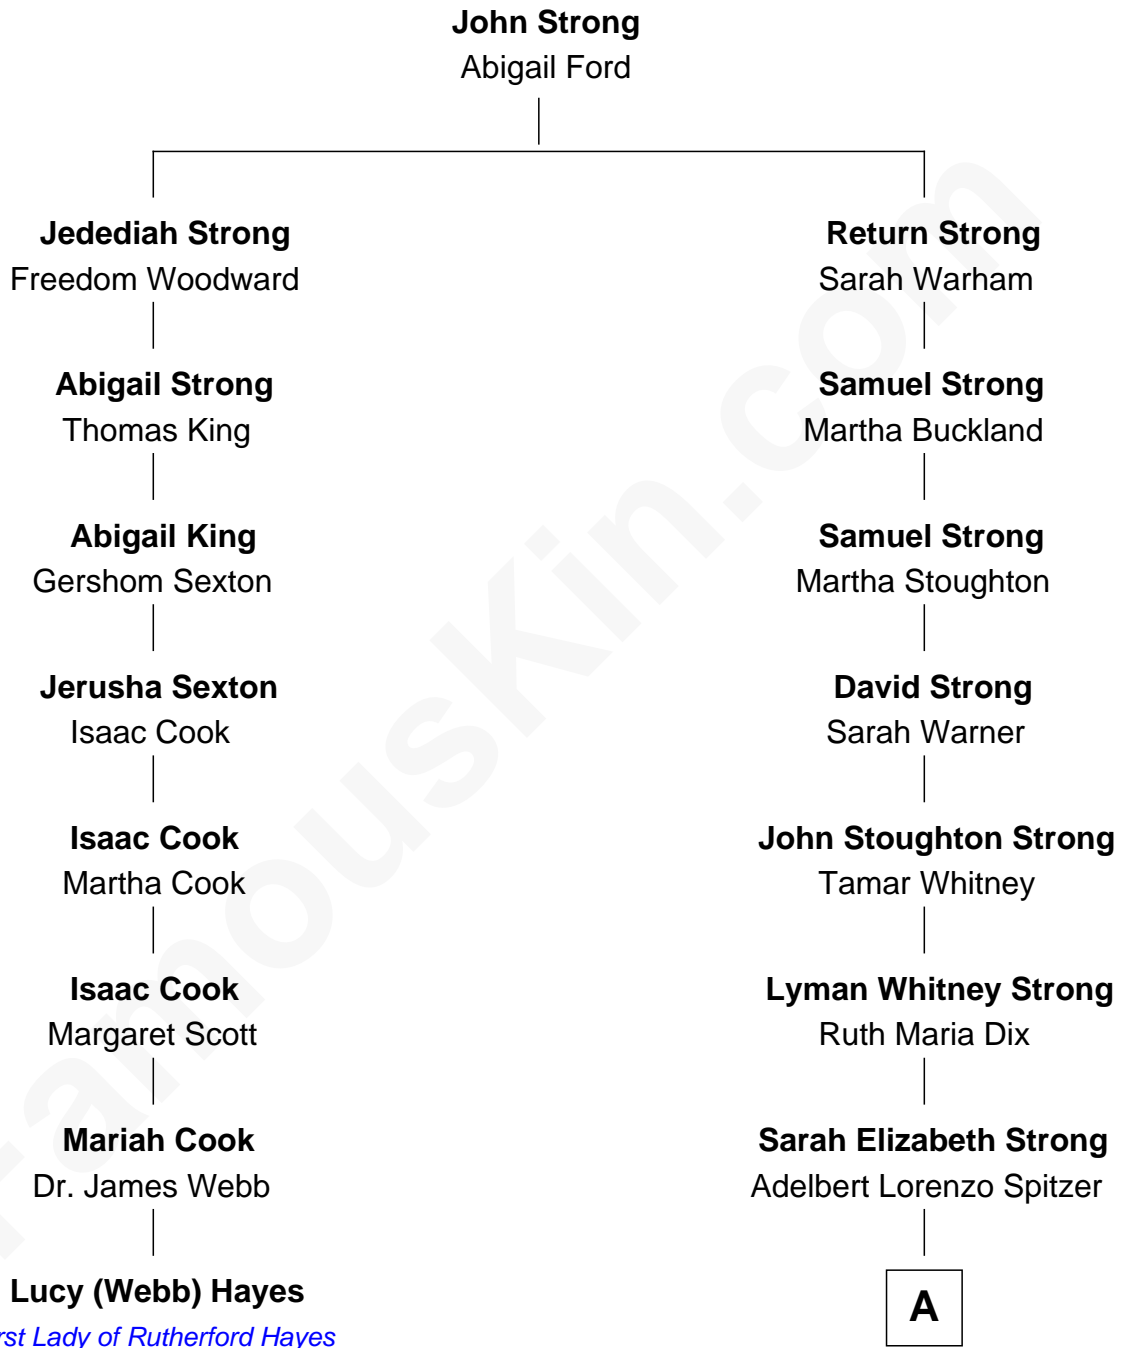 John Strong
Abigail Ford
Jedediah Strong
Freedom Woodward
Return Strong
Sarah Warham
Abigail Strong
Thomas King
Samuel Strong
Martha Buckland
Abigail King
Gershom Sexton
Samuel Strong
Martha Stoughton
Jerusha Sexton
Isaac Cook
David Strong
Sarah Warner
Isaac Cook
Martha Cook
John Stoughton Strong
Tamar Whitney
Isaac Cook
Margaret Scott
Lyman Whitney Strong
Ruth Maria Dix
Mariah Cook
Dr. James Webb
Sarah Elizabeth Strong
Adelbert Lorenzo Spitzer
Lucy (Webb) Hayes
Lady of Rutherford Hayes
A
FamousKin.com